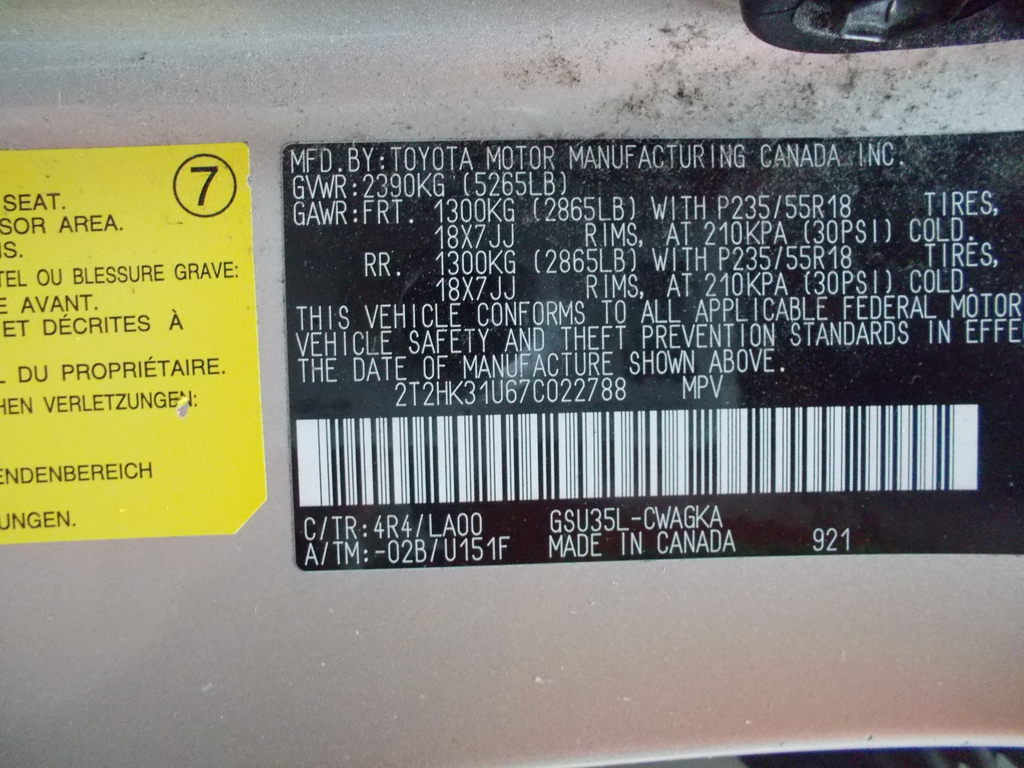 7
SEAT.
SOR AREA.
NS.
TEL OU BLESSURE GRAVE:
E AVANT.
ET DÉCRITES À
L DU PROPRIÉTAIRE.
HEN VERLETZUNGEN:
ENDENBEREICH
UNGEN.
MFD.BY:TOYOTA MOTOR MANUFACTURING CANADA INC.
GVWR:2390KG (5265LB)
GAWR:FRT. 1300KG (2865LB) WITH P235/55R18 TIRES,
18X7JJ RIMS, AT 210KPA (30PSI) COLD.
RR. 1300KG (2865LB) WITH P235/55R18 TIRES,
18X7JJ RIMS, AT 210KPA (30PSI) COLD.
THIS VEHICLE CONFORMS TO ALL APPLICABLE FEDERAL MOTOR
VEHICLE SAFETY AND THEFT PREVENTION STANDARDS IN EFFE
THE DATE OF MANUFACTURE SHOWN ABOVE.
2T2HK31U67C022788 MPV
C/TR:4R4/LA00 GSU35L-CWAGKA
A/TM:-02B/U151F MADE IN CANADA 921